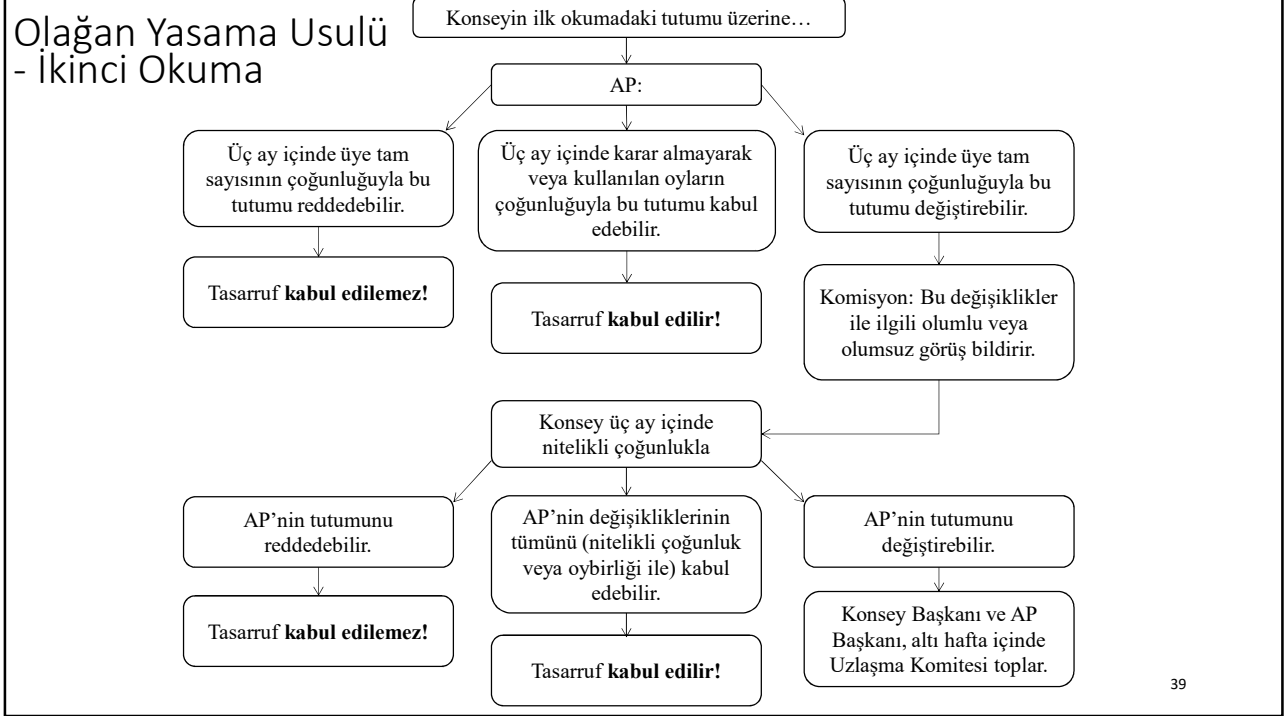 Olağan Yasama Usulü
- İkinci Okuma
Konseyin ilk okumadaki tutumu üzerine…
AP:
Üç ay içinde üye tam
sayısının çoğunluğuyla bu
tutumu reddedebilir.
Üç ay içinde karar almayarak
veya kullanılan oyların
çoğunluğuyla bu tutumu kabul
edebilir.
Üç ay içinde üye tam
sayısının çoğunluğuyla bu
tutumu değiştirebilir.
Tasarruf kabul edilemez!
Tasarruf kabul edilir!
Komisyon: Bu değişiklikler
ile ilgili olumlu veya
olumsuz görüş bildirir.
Konsey üç ay içinde
nitelikli çoğunlukla
AP’nin tutumunu
reddedebilir.
AP’nin değişikliklerinin
tümünü (nitelikli çoğunluk
veya oybirliği ile) kabul
edebilir.
AP’nin tutumunu
değiştirebilir.
Tasarruf kabul edilemez!
Tasarruf kabul edilir!
Konsey Başkanı ve AP
Başkanı, altı hafta içinde
Uzlaşma Komitesi toplar.
39